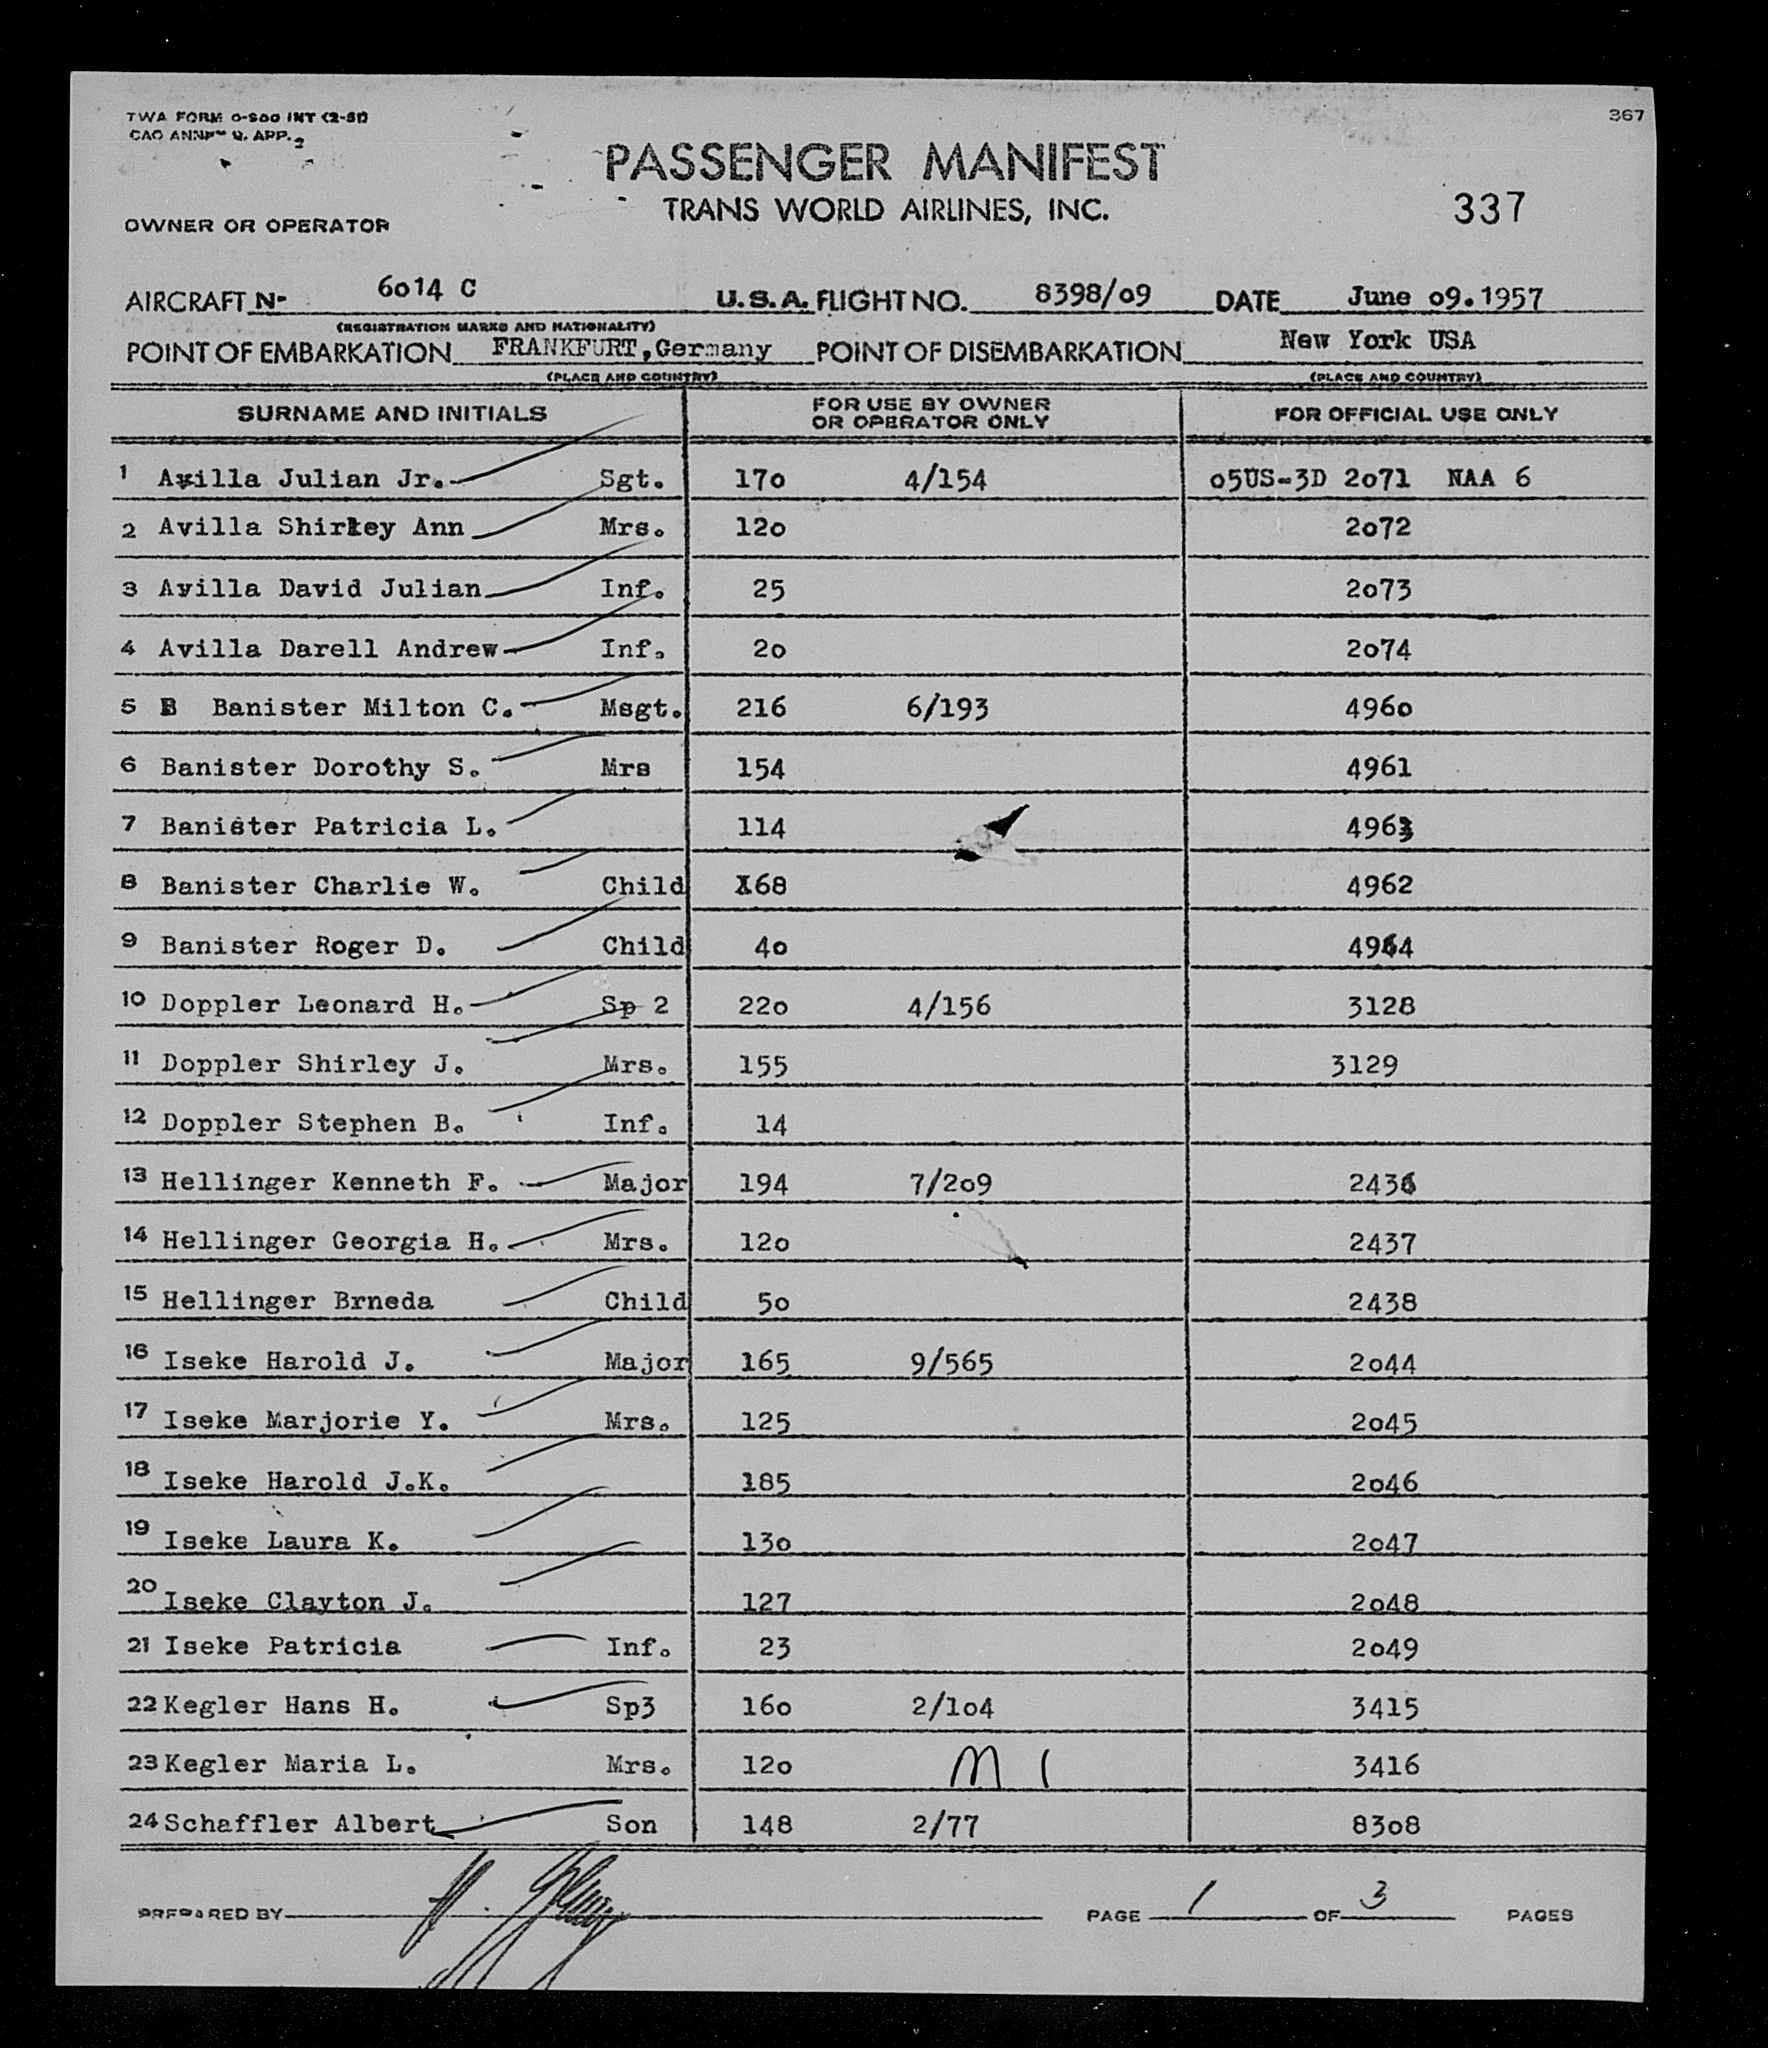 TWA FORM O-800 INT (2-51)
367
PASSENGER MANIFEST
TRANS WORLD AIRLINES, INC.
337
OWNER OR OPERATOR
AIRCRAFT Nº 6014 C U.S.A. FLIGHT NO. 8398/09 DATE June 09.1957
(REGISTRATION MARKS AND NATIONALITY)
POINT OF EMBARKATION FRANKFURT, Germany POINT OF DISEMBARKATION New York USA
(PLACE AND COUNTRY) (PLACE AND COUNTRY)
SURNAME AND INITIALS FOR USE BY OWNER OR OPERATOR ONLY FOR OFFICIAL USE ONLY
1 Avilla Julian Jr. Sgt. 170 4/154 05US-3D 2071 NAA 6
2 Avilla Shirley Ann Mrs. 120 2072
3 Avilla David Julian Inf. 25 2073
4 Avilla Darell Andrew Inf. 20 2074
5 B Banister Milton C. Msgt. 216 6/193 4960
6 Banister Dorothy S. Mrs 154 4961
7 Banister Patricia L. 114 4963
8 Banister Charlie W. Child X68 4962
9 Banister Roger D. Child 40 4964
10 Doppler Leonard H. Sp 2 220 4/156 3128
11 Doppler Shirley J. Mrs. 155 3129
12 Doppler Stephen B. Inf. 14
13 Hellinger Kenneth F. Major 194 7/209 2436
14 Hellinger Georgia H. Mrs. 120 2437
15 Hellinger Brneda Child 50 2438
16 Iseke Harold J. Major 165 9/565 2044
17 Iseke Marjorie Y. Mrs. 125 2045
18 Iseke Harold J.K. 185 2046
19 Iseke Laura K. 130 2047
20 Iseke Clayton J. 127 2048
21 Iseke Patricia Inf. 23 2049
22 Kegler Hans H. Sp3 160 2/104 3415
23 Kegler Maria L. Mrs. 120 M 1 3416
24 Schaffler Albert Son 148 2/77 8308
PREPARED BY PAGE 1 OF 3 PAGES